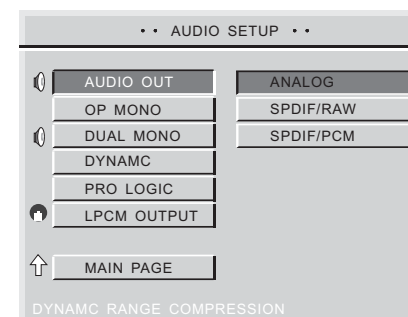 •• AUDIO SETUP ••
AUDIO OUT ANALOG
OP MONO SPDIF/RAW
DUAL MONO SPDIF/PCM
DYNAMC
PRO LOGIC
LPCM OUTPUT
MAIN PAGE
DYNAMC RANGE COMPRESSION